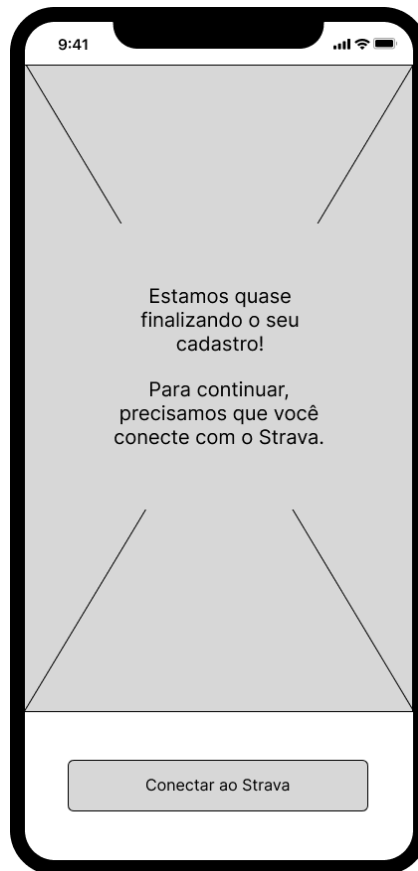 9:41
Estamos quase
finalizando o seu
cadastro!
Para continuar,
precisamos que você
conecte com o Strava.
Conectar ao Strava